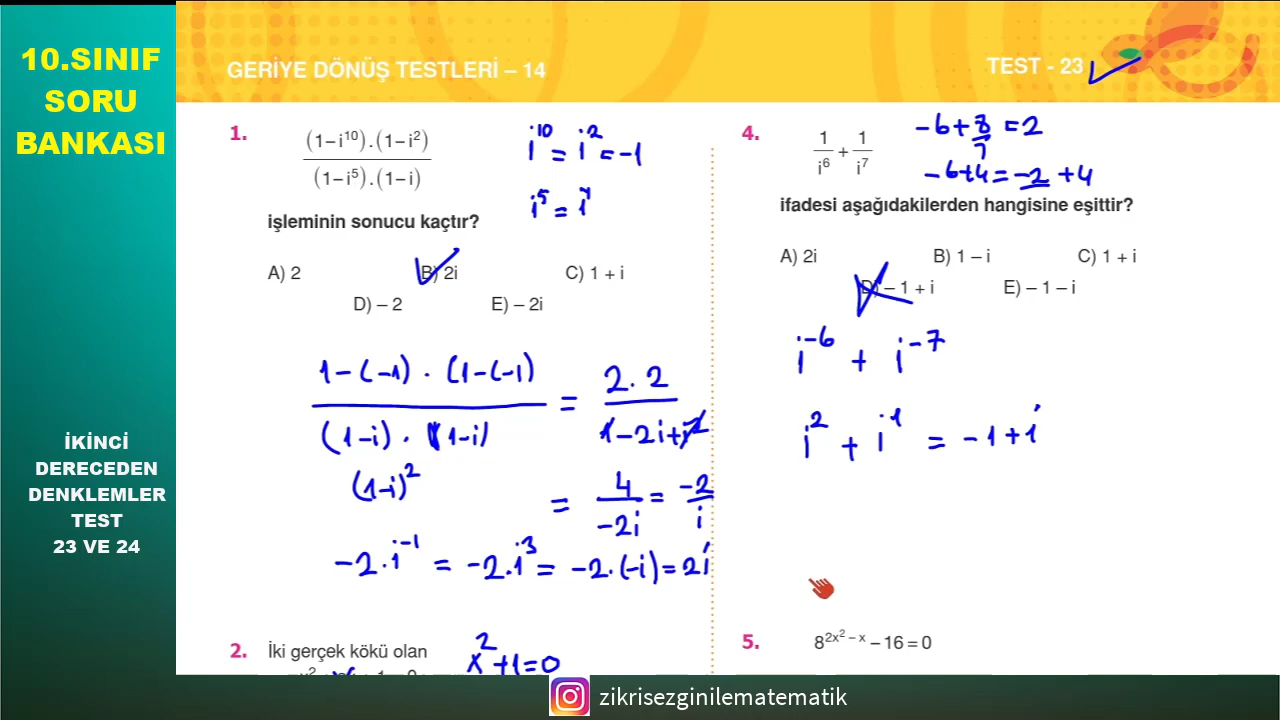 10.SINIF
SORU
BANKASI
İKİNCİ
DERECEDEN
DENKLEMLER
TEST
23 VE 24
GERİYE DÖNÜŞ TESTLERİ – 14
TEST - 23
1.
(1–i¹⁰).(1–i²)
(1–i⁵).(1–i)
i¹⁰ = i² = -1
i⁵ = i¹
işleminin sonucu kaçtır?
A) 2 B) 2i C) 1 + i
D) – 2 E) – 2i
1-(-1) . (1-(-1) = 2.2
(1-i) . (1-i) 1-2i+i²
(1-i)²
= 4/-2i = -2/i
-2.i⁻¹ = -2.i³ = -2.(-i) = 2i
2. İki gerçek kökü olan
x²+1=0
4.
1/i⁶ + 1/i⁷
-6+8=2
7
-6+4=-2+4
ifadesi aşağıdakilerden hangisine eşittir?
A) 2i B) 1 – i C) 1 + i
D) – 1 + i E) – 1 – i
i⁻⁶ + i⁻⁷
i² + i¹ = -1+i
5. 8^(2x² – x) – 16 = 0
zikrisezginilematematik